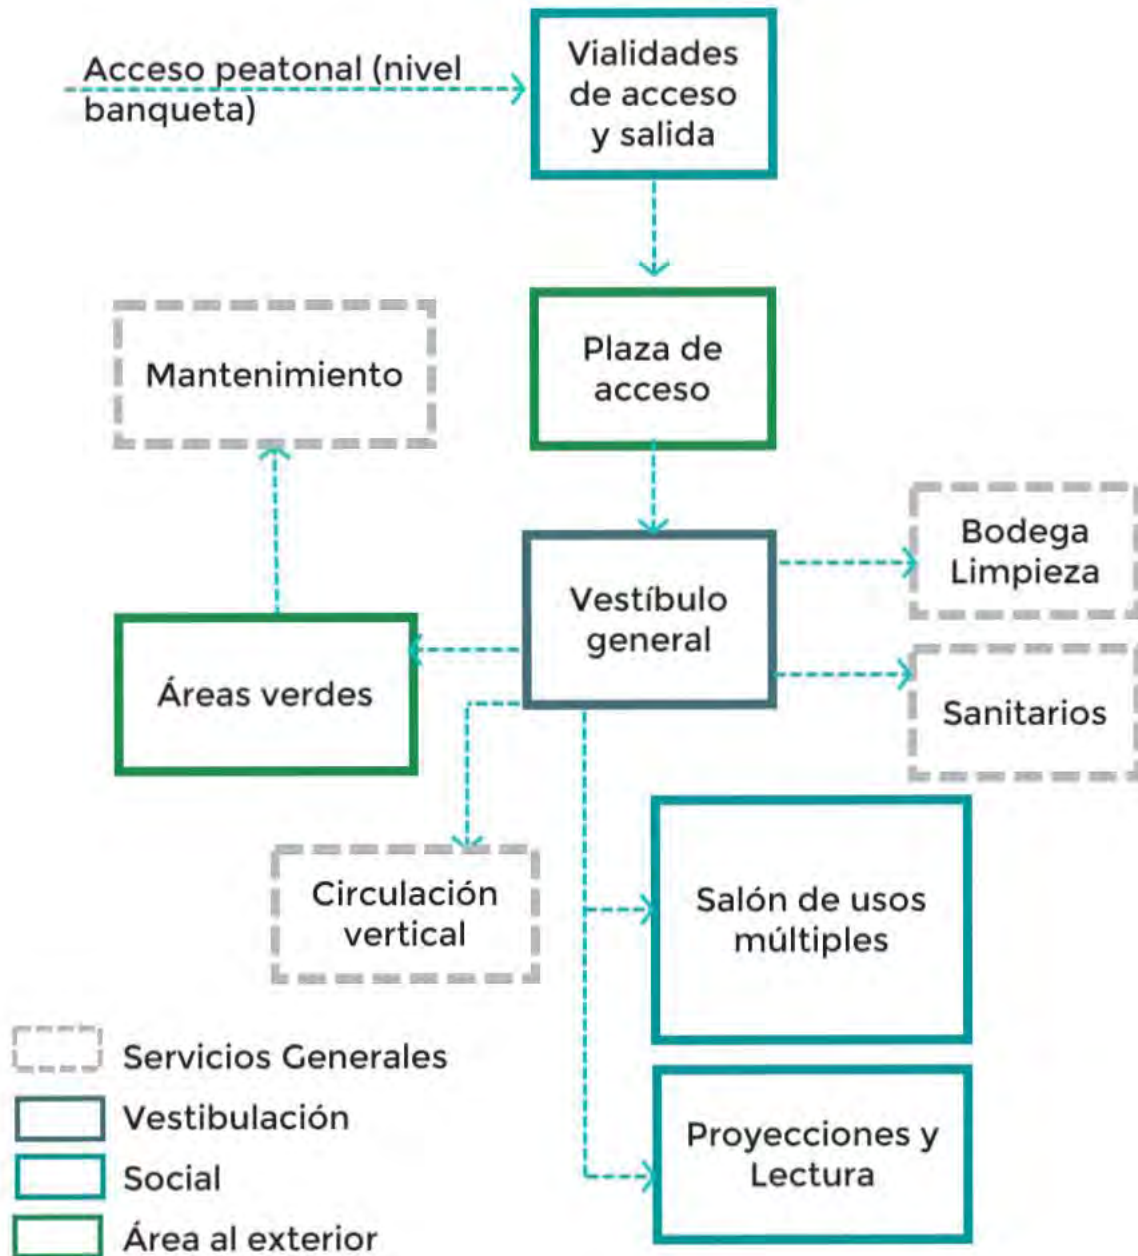 Acceso peatonal (nivel
banqueta)
Vialidades
de acceso
y salida
Mantenimiento
Plaza de
acceso
Bodega
Limpieza
Vestíbulo
general
Áreas verdes
Sanitarios
Circulación
vertical
Salón de usos
múltiples
Proyecciones y
Lectura
Servicios Generales
Vestibulación
Social
Área al exterior